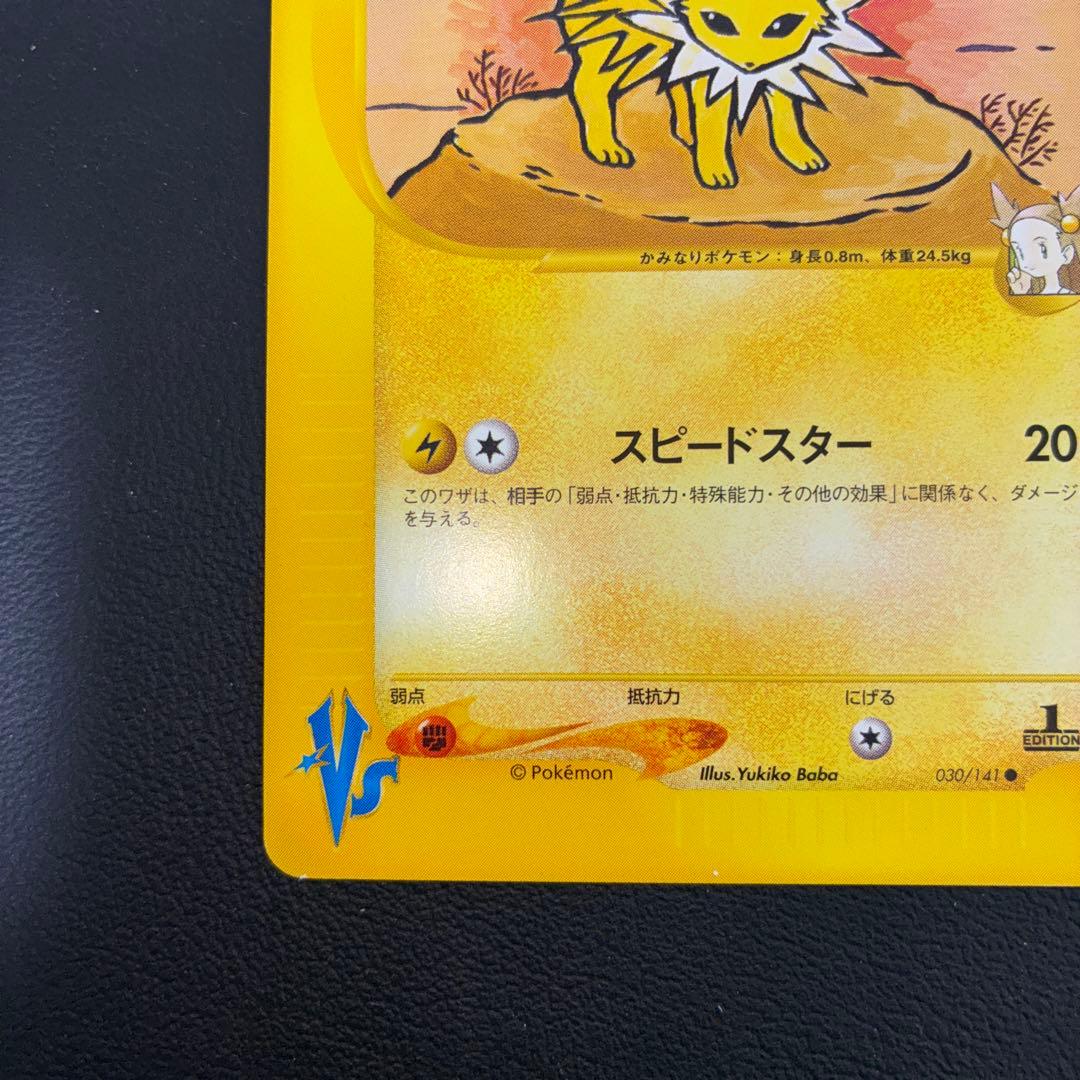 かみなりポケモン：身長0.8m、体重24.5kg
スピードスター 20
このワザは、相手の「弱点・抵抗力・特殊能力・その他の効果」に関係なく、ダメージ
を与える。
弱点 抵抗力 にげる
1
EDITION
VS
© Pokémon Illus.Yukiko Baba 030/141